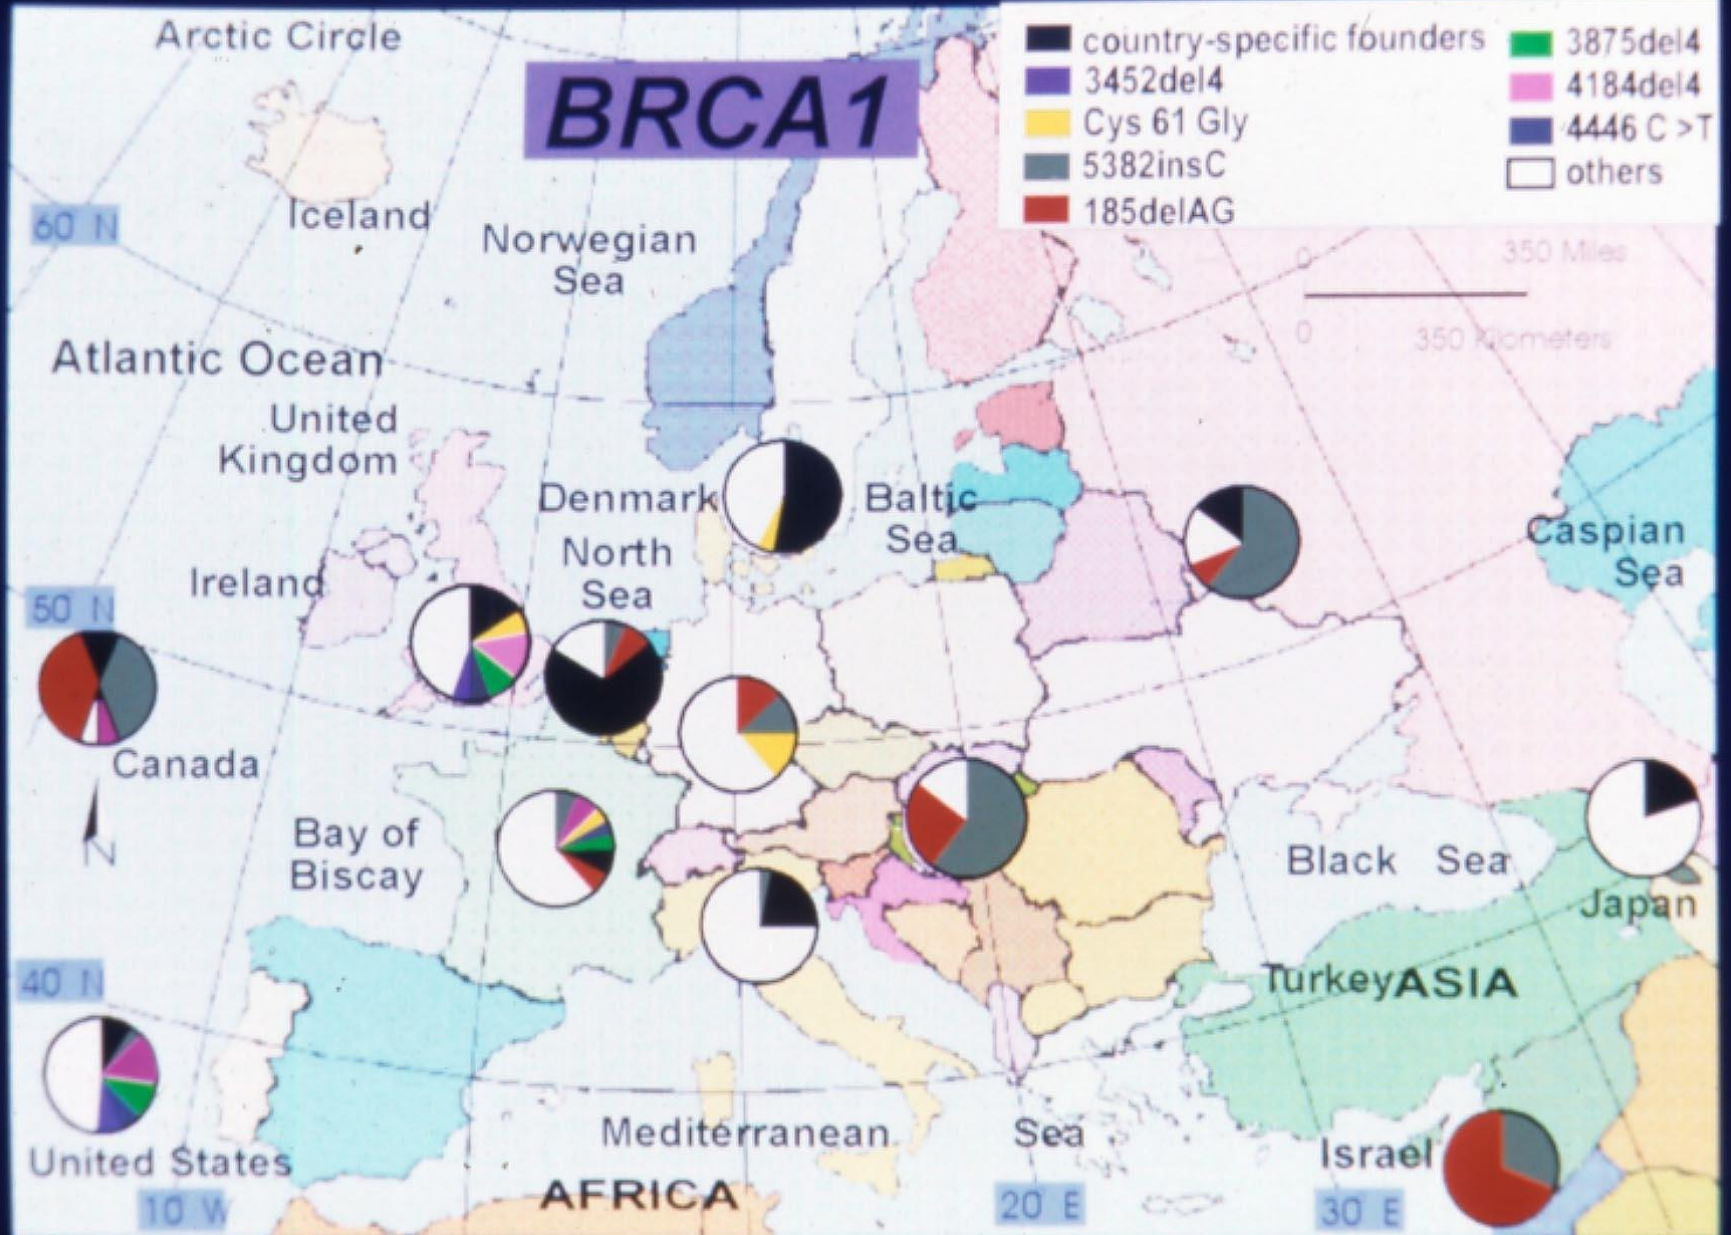 Arctic Circle
BRCA1
country-specific founders
3452del4
Cys 61 Gly
5382insC
185delAG
3875del4
4184del4
4446 C >T
others
60 N
Iceland
Norwegian
Sea
0
350 Miles
0
350 Kilometers
Atlantic Ocean
United
Kingdom
Denmark
Baltic
Sea
Caspian
Sea
North
Sea
Ireland
50 N
Canada
N
Bay of
Biscay
Black Sea
Japan
40 N
Turkey
ASIA
Mediterranean
Sea
Israel
United States
AFRICA
10 W
20 E
30 E